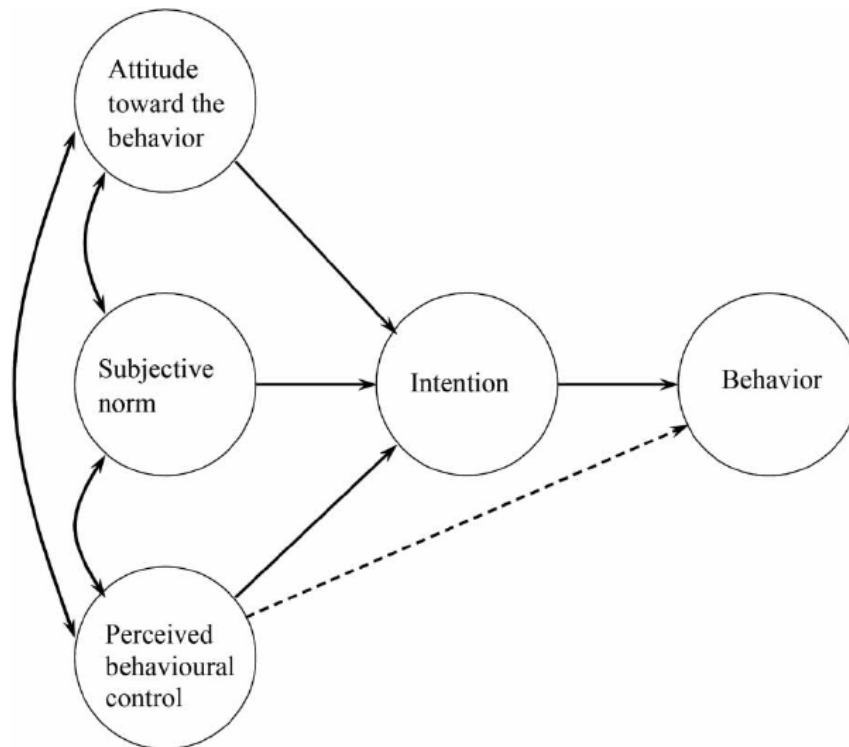 Attitude
toward the
behavior
Subjective
norm
Intention
Behavior
Perceived
behavioural
control